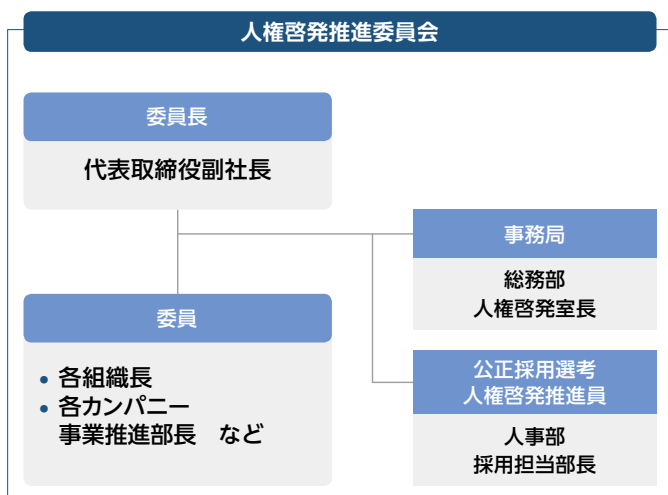 人権啓発推進委員会
委員長
代表取締役副社長
事務局
総務部
人権啓発室長
委員
• 各組織長
• 各カンパニー
事業推進部長　など
公正採用選考
人権啓発推進員
人事部
採用担当部長